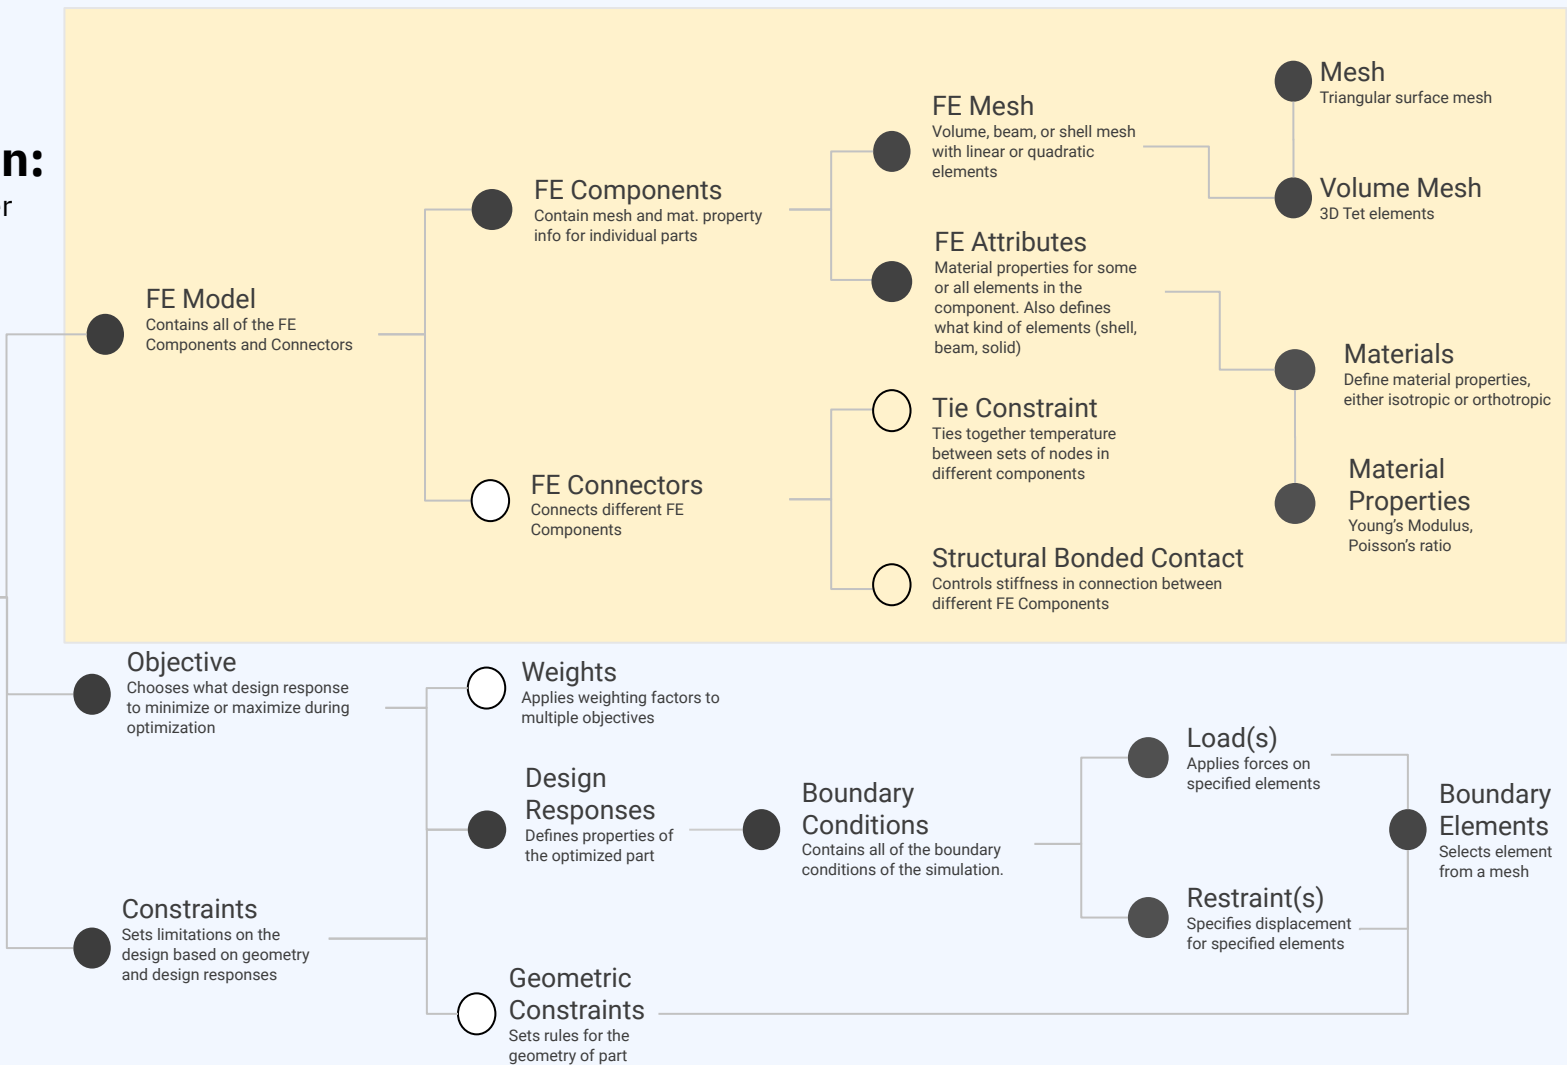 n:
r
FE Model
Contains all of the FE
Components and Connectors
FE Components
Contain mesh and mat. property
info for individual parts
FE Connectors
Connects different FE
Components
FE Mesh
Volume, beam, or shell mesh
with linear or quadratic
elements
FE Attributes
Material properties for some
or all elements in the
component. Also defines
what kind of elements (shell,
beam, solid)
Tie Constraint
Ties together temperature
between sets of nodes in
different components
Structural Bonded Contact
Controls stiffness in connection between
different FE Components
Mesh
Triangular surface mesh
Volume Mesh
3D Tet elements
Materials
Define material properties,
either isotropic or orthotropic
Material
Properties
Young's Modulus,
Poisson's ratio
Objective
Chooses what design response
to minimize or maximize during
optimization
Constraints
Sets limitations on the
design based on geometry
and design responses
Weights
Applies weighting factors to
multiple objectives
Design
Responses
Defines properties of
the optimized part
Geometric
Constraints
Sets rules for the
geometry of part
Boundary
Conditions
Contains all of the boundary
conditions of the simulation.
Load(s)
Applies forces on
specified elements
Restraint(s)
Specifies displacement
for specified elements
Boundary
Elements
Selects element
from a mesh